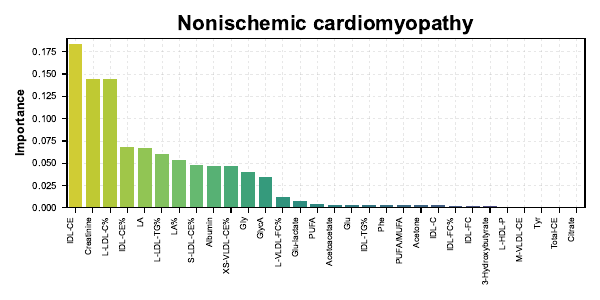 Nonischemic cardiomyopathy
Importance
0.175
0.150
0.125
0.100
0.075
0.050
0.025
0.000
IDL-CE
Creatinine
L-LDL-C%
IDL-CE%
LA
L-LDL-TG%
LA%
S-LDL-CE%
Albumin
XS-VLDL-CE%
Gly
GlycA
L-VLDL-FC%
Glu-lactate
PUFA
Acetoacetate
Glu
IDL-TG%
Phe
PUFA/MUFA
Acetone
IDL-C
IDL-FC%
IDL-FC
3-Hydroxybutyrate
L-HDL-P
M-VLDL-CE
Tyr
Total-CE
Citrate